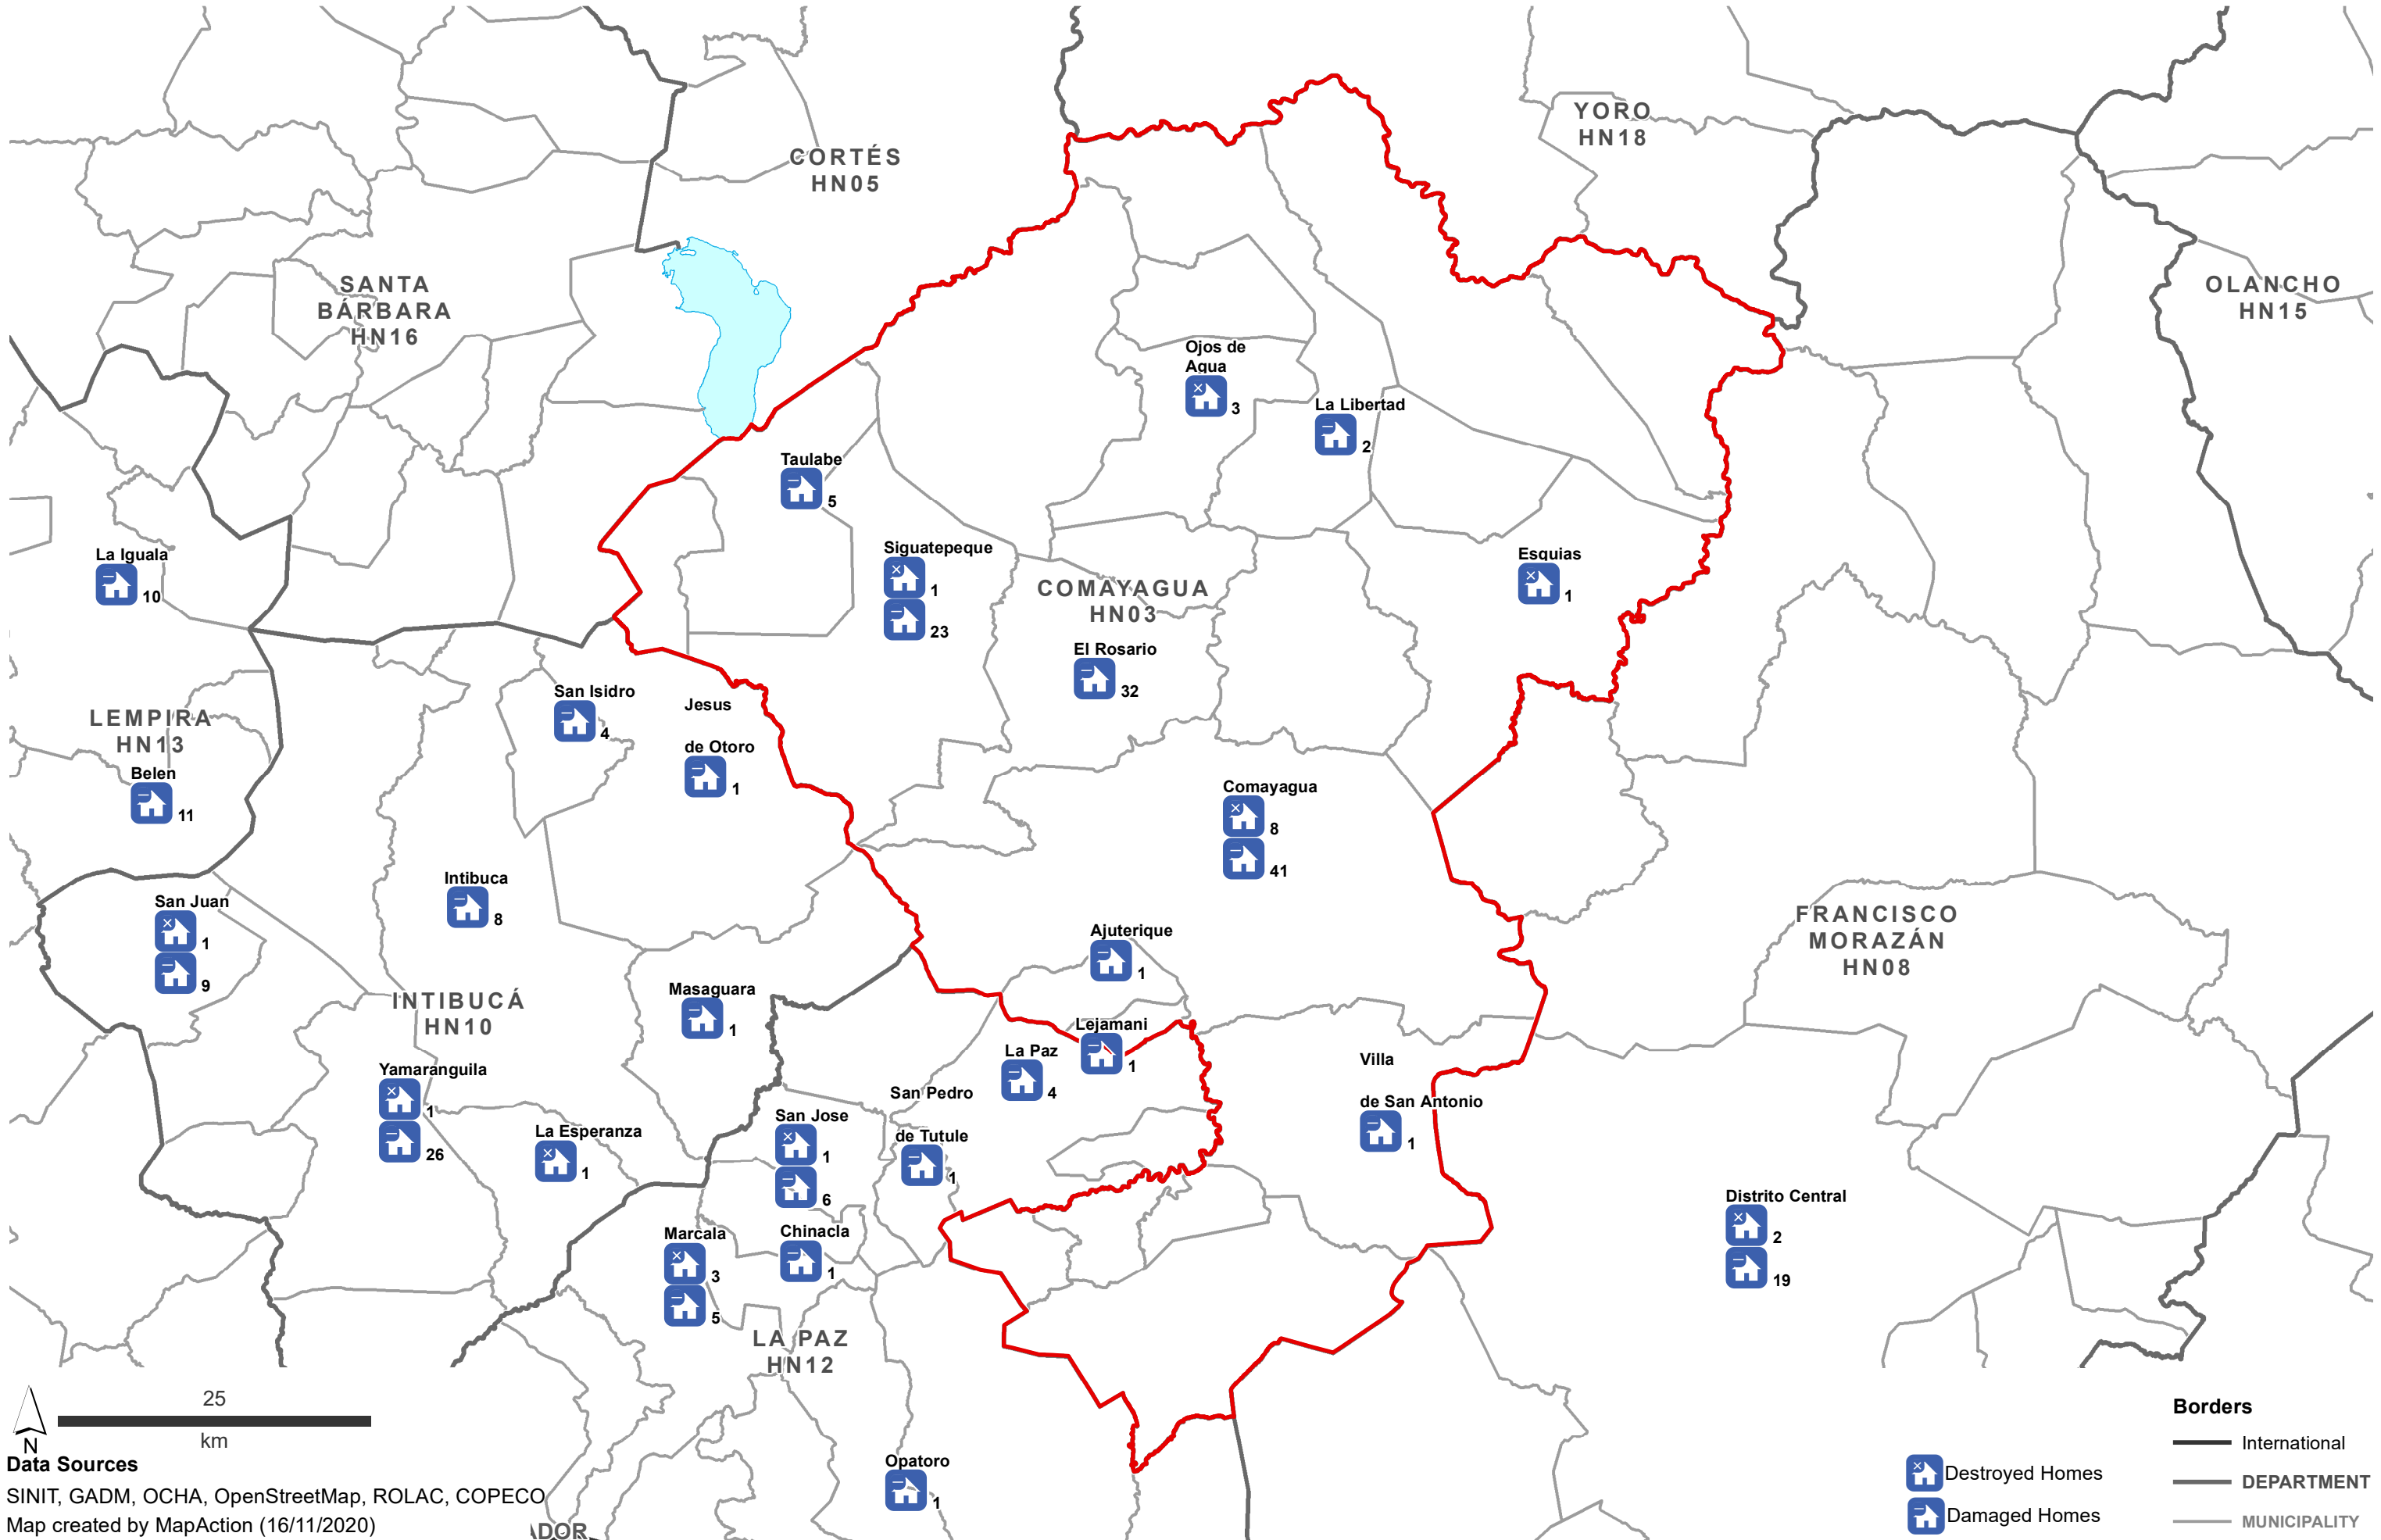 YORO
HN18
CORTÉS
HN05
SANTA
BÁRBARA
HN16
OLANCHO
HN15
Ojos de
Agua
3
La Libertad
2
Taulabe
5
La Iguala
10
Siguatepeque
1
23
COMAYAGUA
HN03
Esquias
1
El Rosario
32
San Isidro
4
Jesus
de Otoro
1
LEMPIRA
HN13
Belen
11
Comayagua
8
41
Intibuca
8
San Juan
1
9
FRANCISCO
MORAZÁN
HN08
Ajuterique
1
INTIBUCÁ
HN10
Masaguara
1
Lejamani
1
La Paz
4
Villa
de San Antonio
1
Yamaranguila
1
26
San Pedro
de Tutule
1
San Jose
1
6
La Esperanza
1
Distrito Central
2
19
Marcala
3
5
Chinacla
1
LA PAZ
HN12
Opatoro
1
ADOR
25
km
N
Data Sources
SINIT, GADM, OCHA, OpenStreetMap, ROLAC, COPECO
Map created by MapAction (16/11/2020)
Destroyed Homes
Damaged Homes
Borders
International
DEPARTMENT
MUNICIPALITY